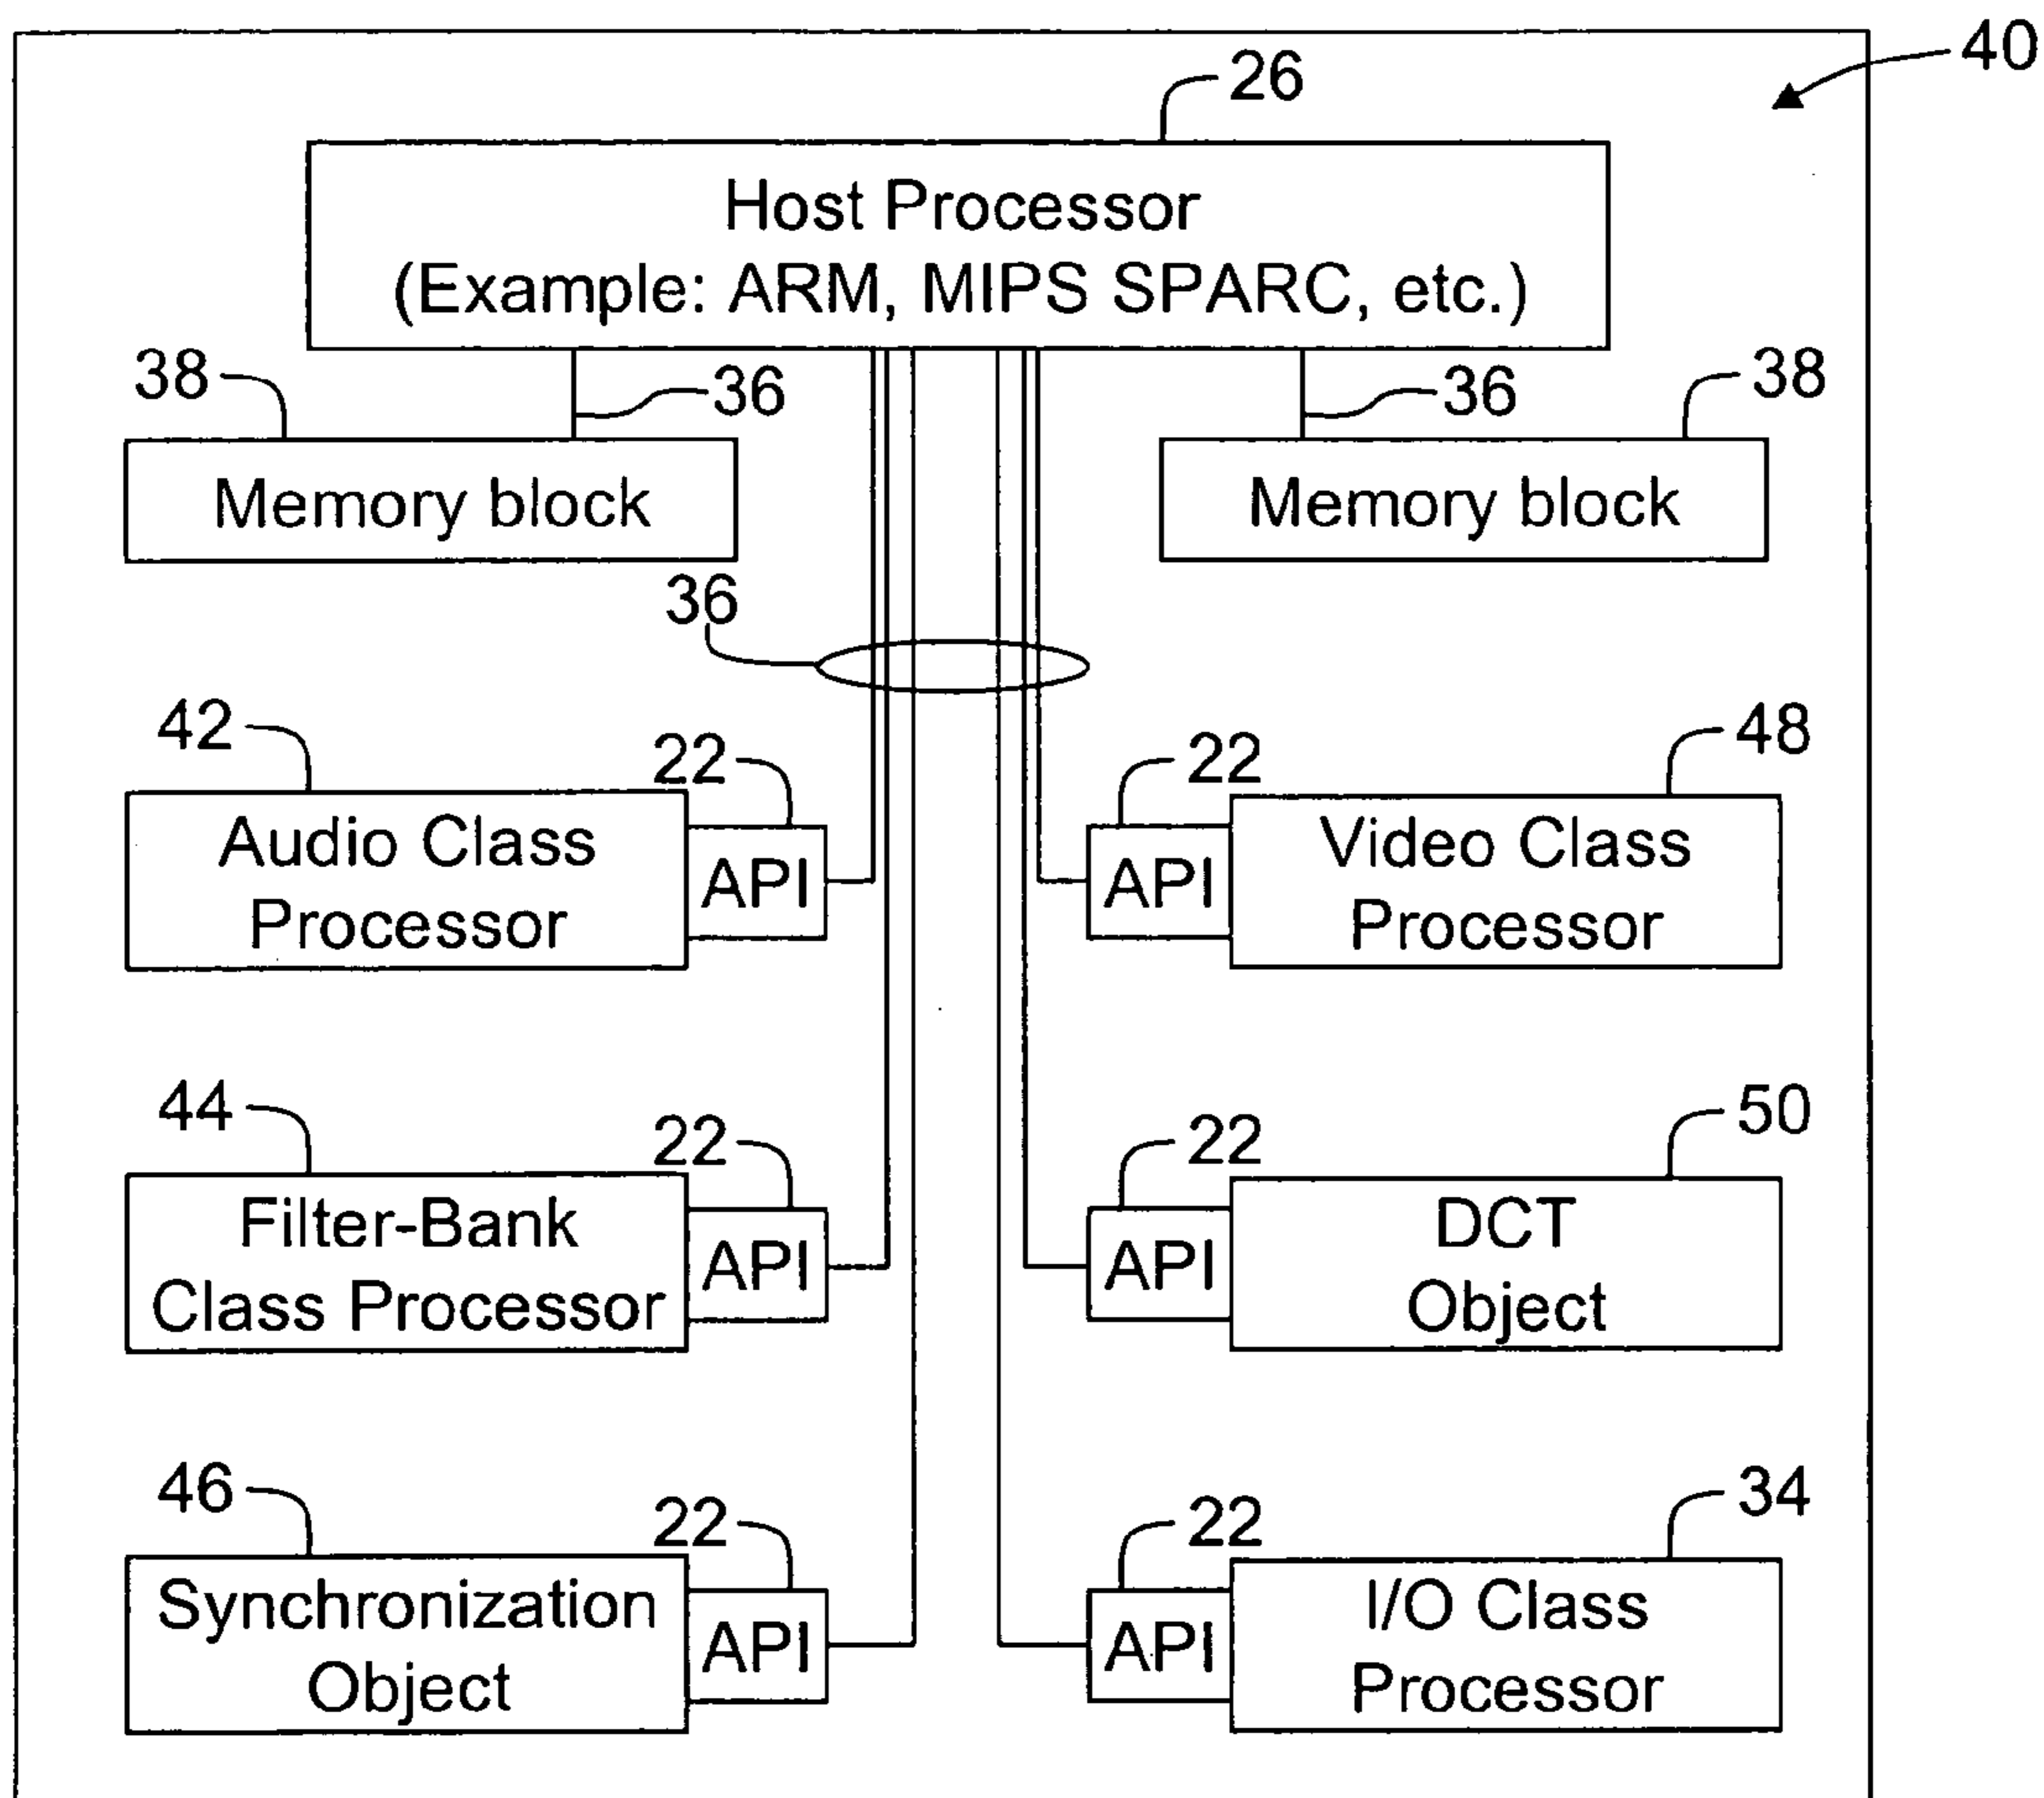 40
26
Host Processor
(Example: ARM, MIPS SPARC, etc.)
38
36
36
38
Memory block
Memory block
36
42
22
22
48
Audio Class
Processor
API
API
Video Class
Processor
44
22
22
50
Filter-Bank
Class Processor
API
API
DCT
Object
46
22
22
34
Synchronization
Object
API
API
I/O Class
Processor